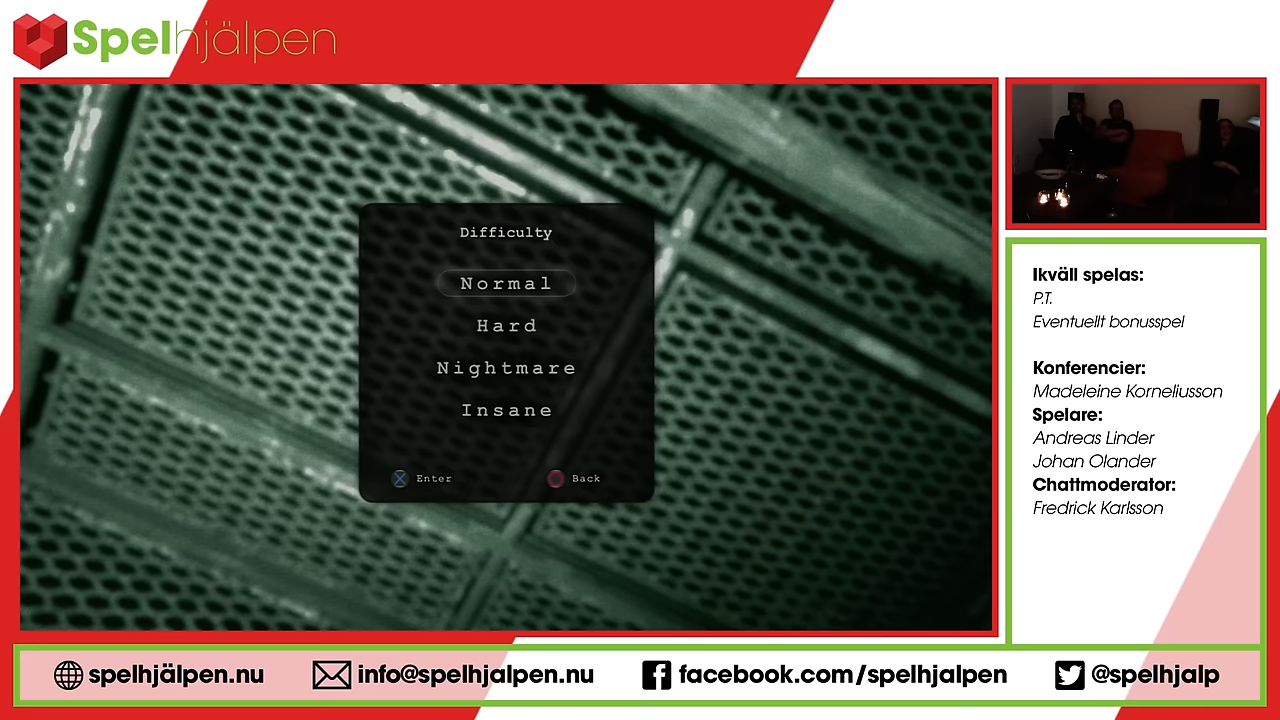 Spelhjälpen
Difficulty
Normal
Hard
Nightmare
Insane
Enter Back
Ikväll spelas:
P.T.
Eventuellt bonusspel
Konferencier:
Madeleine Korneliusson
Spelare:
Andreas Linder
Johan Olander
Chattmoderator:
Fredrick Karlsson
spelhjälpen.nu info@spelhjalpen.nu facebook.com/spelhjalpen @spelhjalp